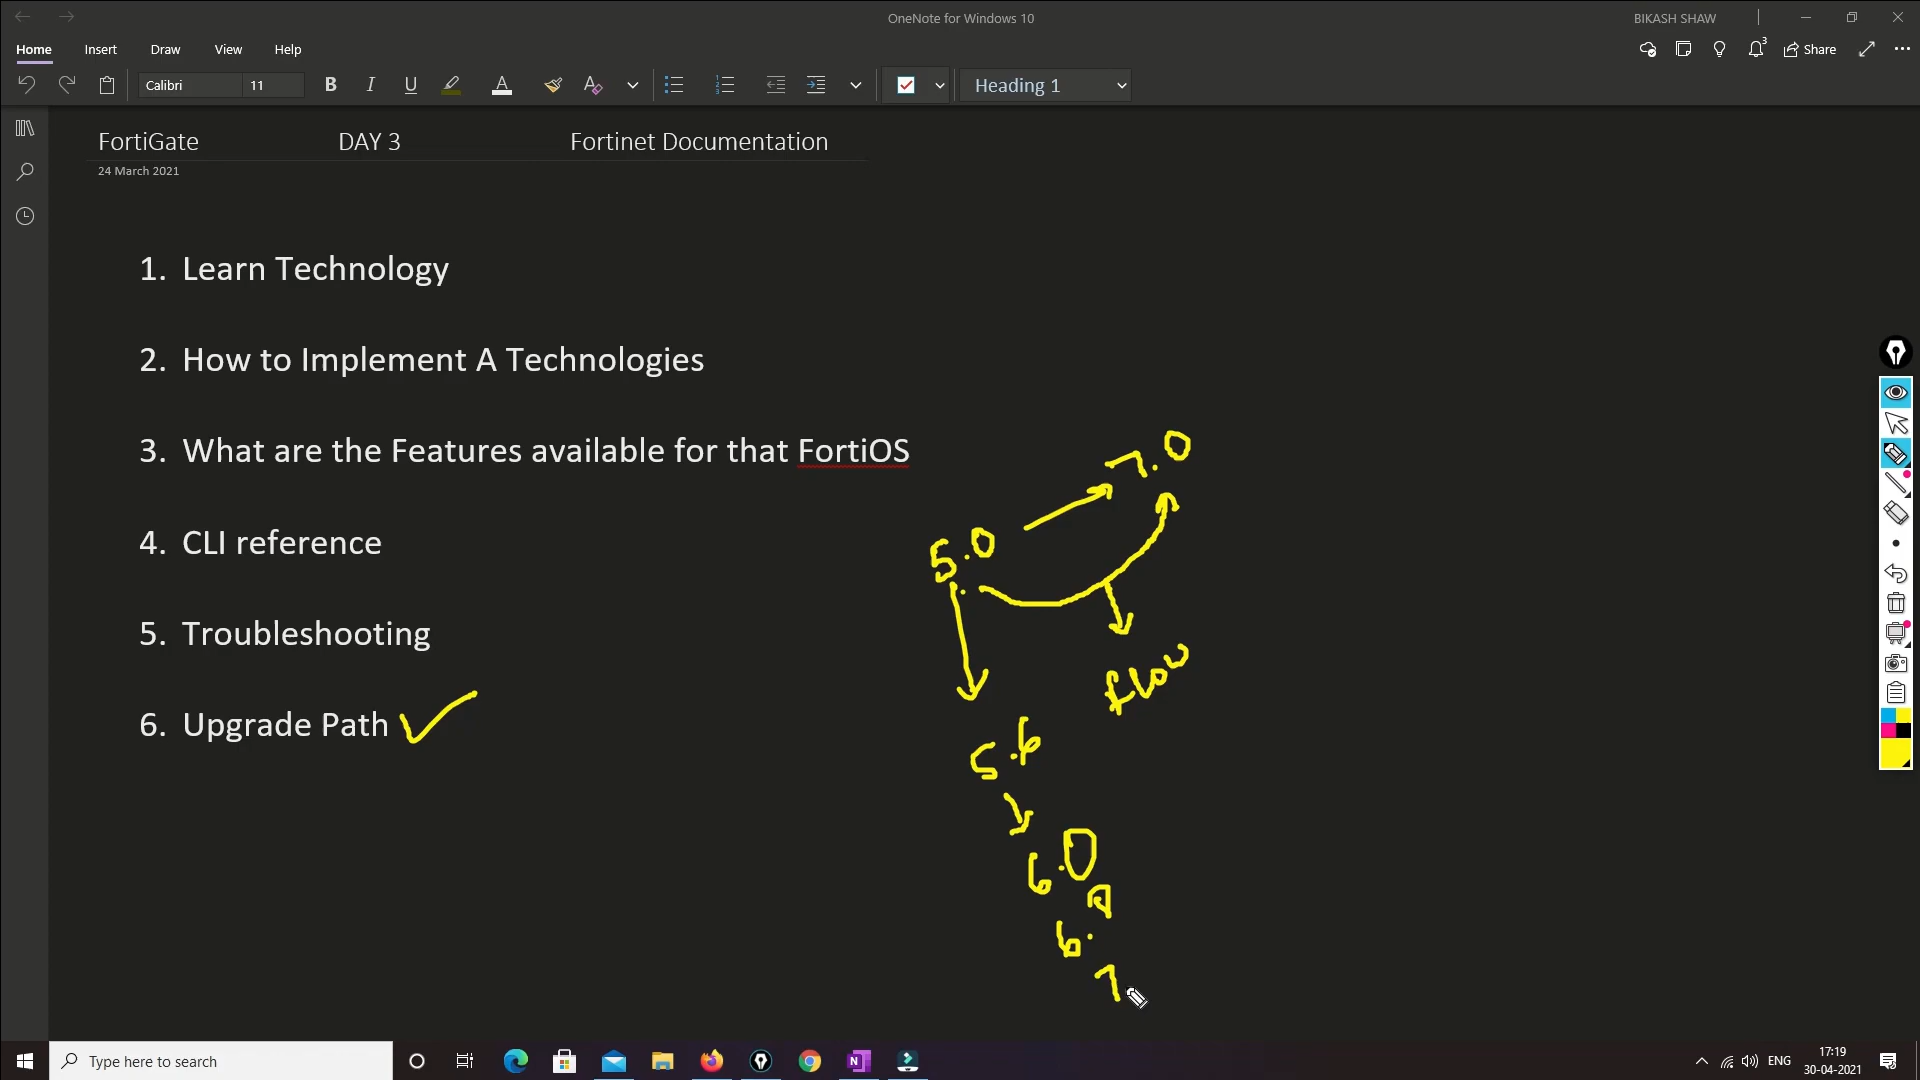 OneNote for Windows 10
BIKASH SHAW
Home Insert Draw View Help
3
Share
Calibri 11 B I U A A Heading 1
FortiGate DAY 3 Fortinet Documentation
24 March 2021
1. Learn Technology
2. How to Implement A Technologies
3. What are the Features available for that FortiOS
4. CLI reference
5. Troubleshooting
6. Upgrade Path
7.0
5.0
flow
5.6
6.0
6.
7
Type here to search
N
ENG
17:19
30-04-2021